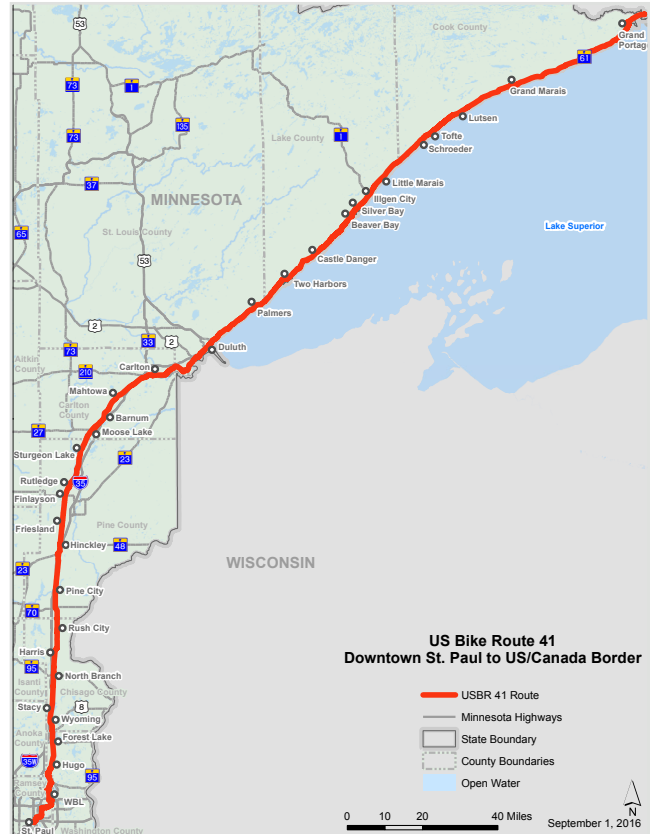 53
Cook County
Grand
Portag
61
73
1
Grand Marais
135
Lutsen
73
Lake County
1
Tofte
Schroeder
37
Little Marais
MINNESOTA
Illgen City
Silver Bay
Beaver Bay
65
St. Louis County
Lake Superior
53
Castle Danger
Two Harbors
Palmers
2
33
2
73
Duluth
Aitkin
County
210
Carlton
Mahtowa
Carlton
County
Barnum
27
Moose Lake
Sturgeon Lake
23
Rutledge
35
Finlayson
Friesland
Pine County
Hinckley
48
WISCONSIN
23
Pine City
70
Rush City
US Bike Route 41
Downtown St. Paul to US/Canada Border
Harris
95
North Branch
Isanti
County
Chisago County
USBR 41 Route
Stacy
8
Minnesota Highways
Wyoming
Anoka
County
Forest Lake
State Boundary
35W
Hugo
County Boundaries
95
Ramsey
County
Open Water
WBL
N
0 10 20 40 Miles
St. Paul
Washington County
September 1, 2016